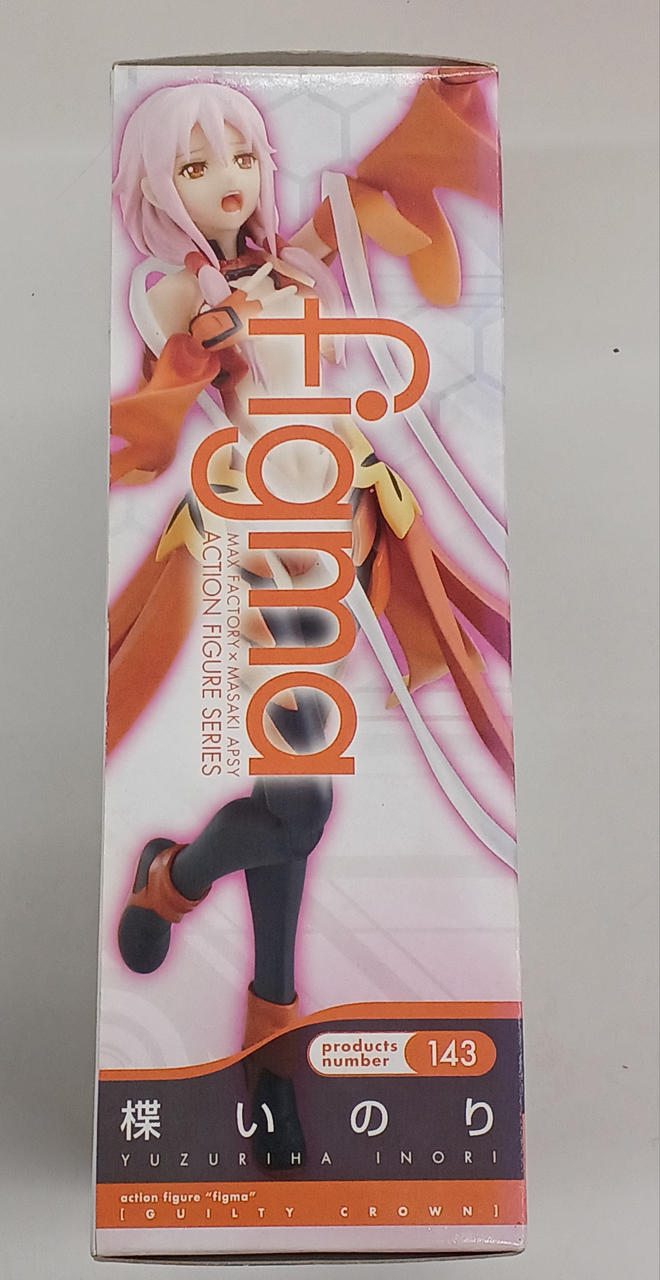 figma
MAX FACTORY × MASAKI APSY
ACTION FIGURE SERIES
products
number
143
楪いのり
YUZURIHA INORI
action figure "figma"
[GUILTY CROWN]